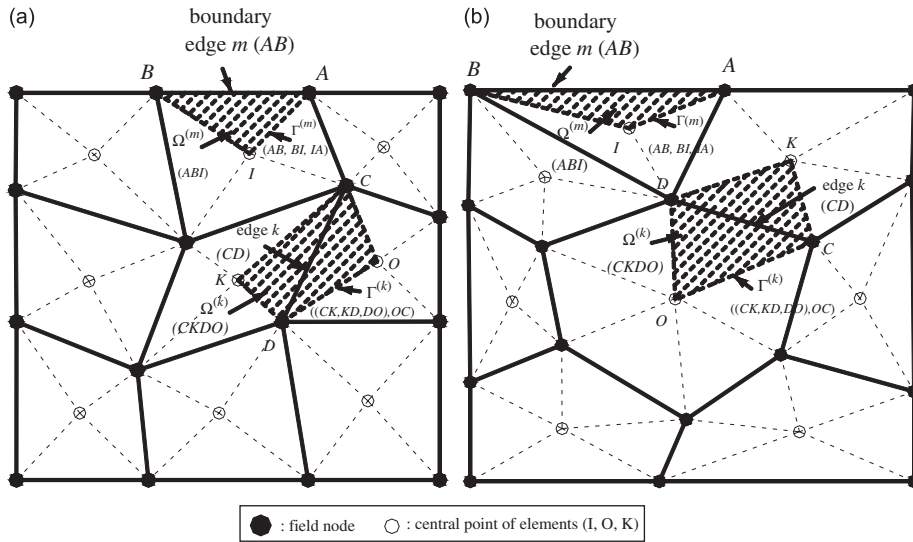 (a)
boundary
edge m (AB)
B
A
Ω(m)
Γ(m)
(ABI)
I
(AB, BI, IA)
C
edge k
(CD)
K
O
Ω(k)
Γ(k)
(CKDO)
((CK,KD,DO),OC)
D
(b)
boundary
edge m (AB)
B
A
Ω(m)
Γ(m)
I
(AB, BI, IA)
(ABI)
K
D
edge k
(CD)
Ω(k)
(CKDO)
C
Γ(k)
((CK,KD,DO),OC)
O
: field node
: central point of elements (I, O, K)